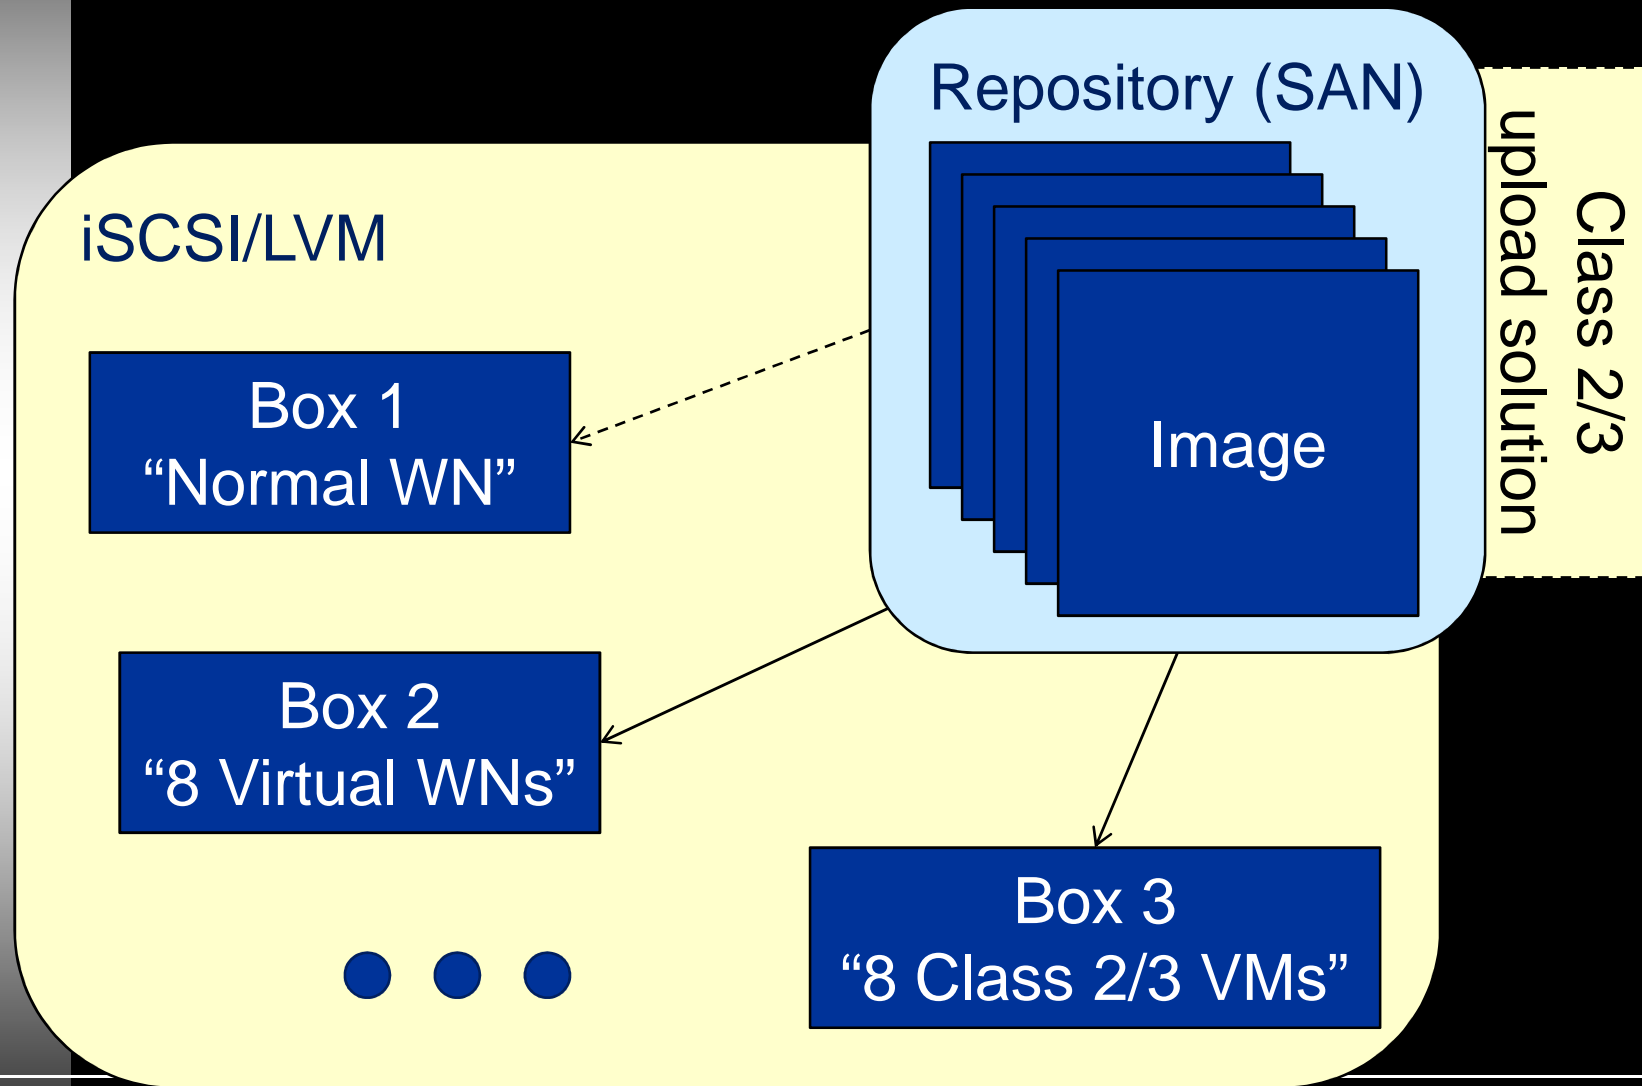 Repository (SAN)
Class 2/3
upload solution
iSCSI/LVM
Image
Box 1
“Normal WN”
Box 2
“8 Virtual WNs”
Box 3
“8 Class 2/3 VMs”